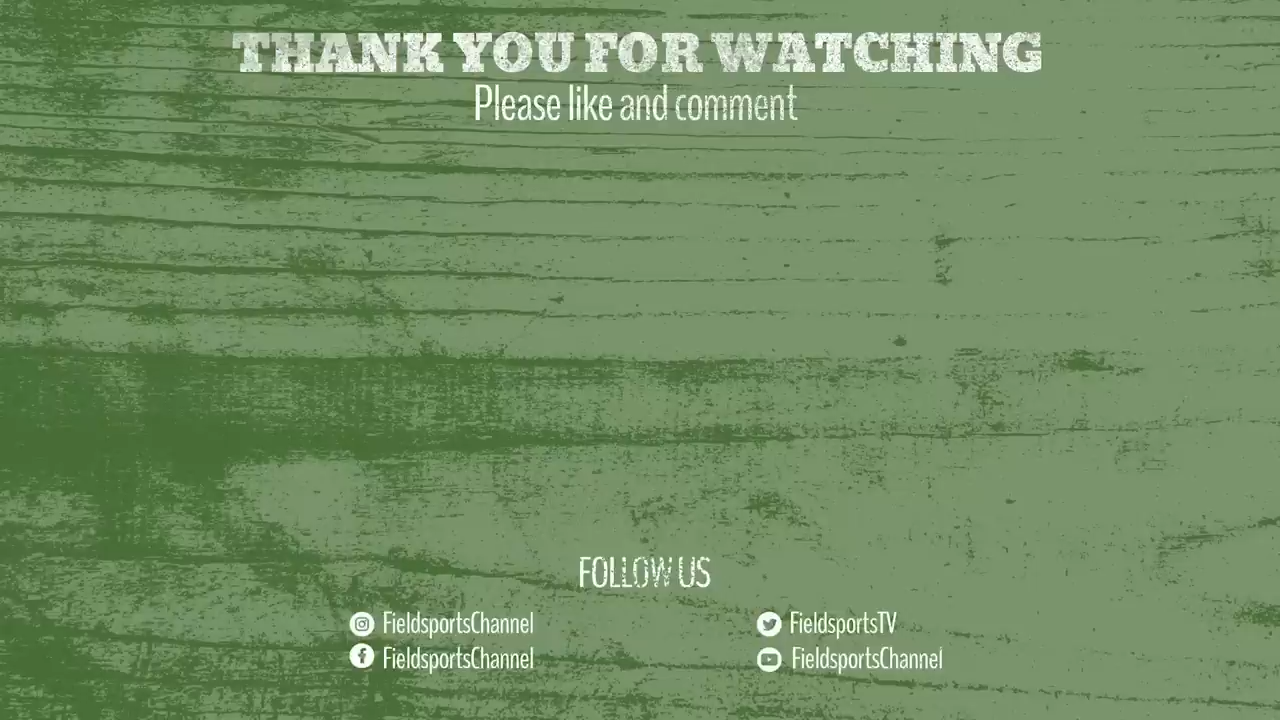 THANK YOU FOR WATCHING
Please like and comment
FOLLOW US
FieldsportsChannel
FieldsportsTV
FieldsportsChannel
FieldsportsChannel